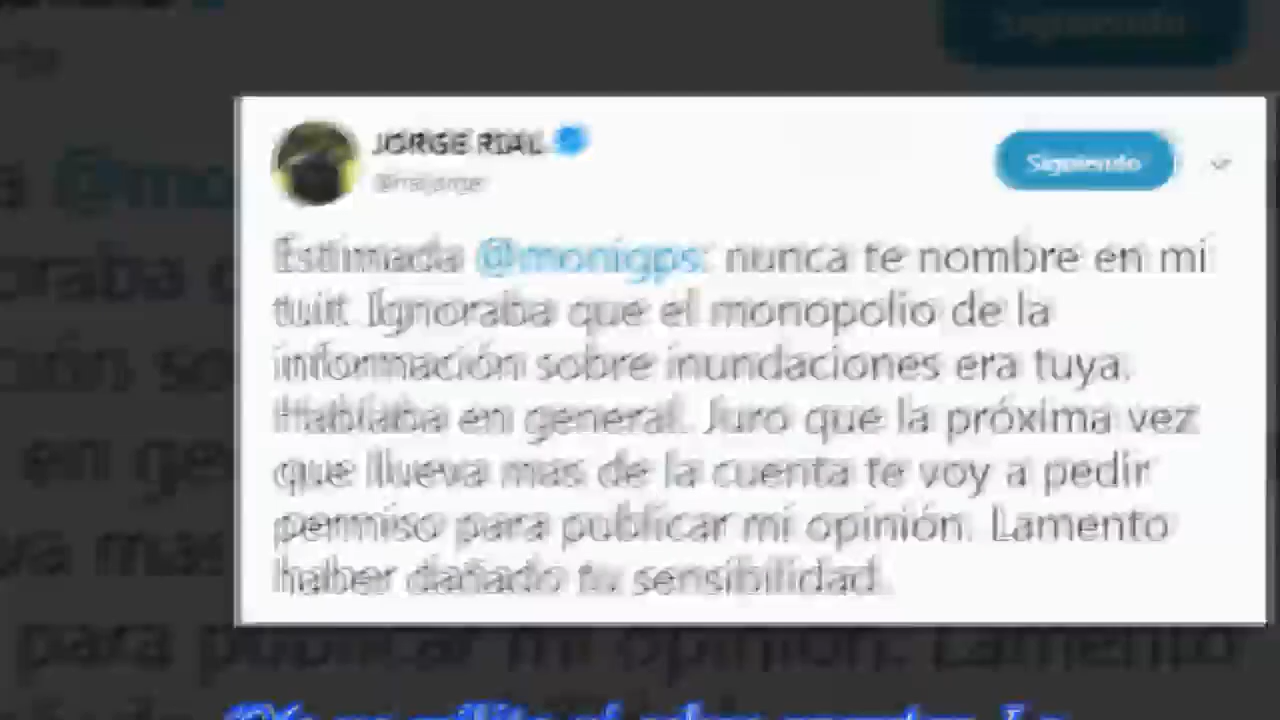 JORGE RIAL
@rialjorge
Siguiendo
Estimada @monigps: nunca te nombre en mi
tuit. Ignoraba que el monopolio de la
información sobre inundaciones era tuya.
Hablaba en general. Juro que la próxima vez
que llueva mas de la cuenta te voy a pedir
permiso para publicar mi opinión. Lamento
haber dañado tu sensibilidad.